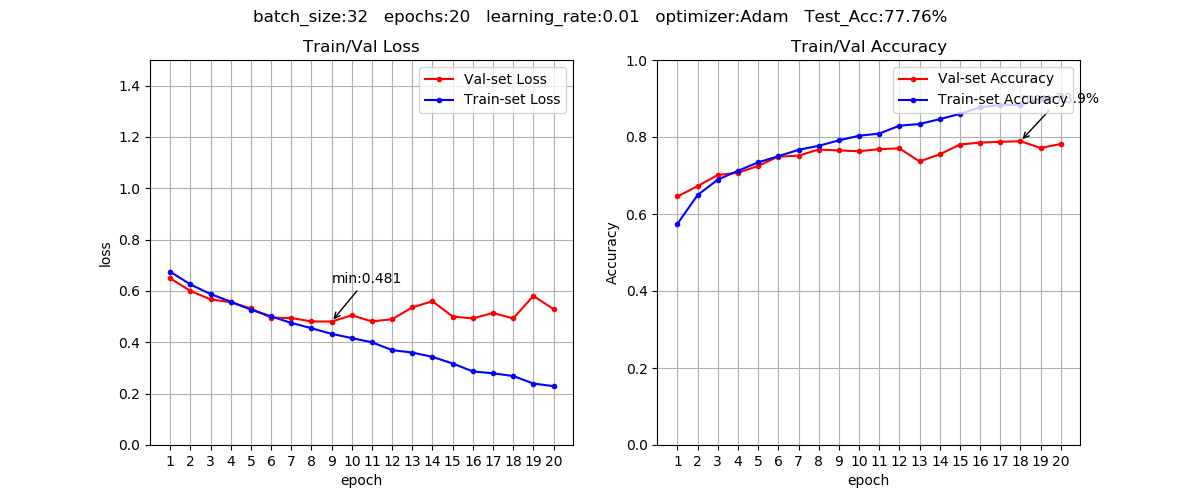 batch_size:32 epochs:20 learning_rate:0.01 optimizer:Adam Test_Acc:77.76%
Train/Val Loss
Val-set Loss
Train-set Loss
min:0.481
1.4
1.2
1.0
0.8
0.6
0.4
0.2
0.0
loss
1 2 3 4 5 6 7 8 9 10 11 12 13 14 15 16 17 18 19 20
epoch
Train/Val Accuracy
Val-set Accuracy
Train-set Accuracy
1.0
0.8
0.6
0.4
0.2
0.0
Accuracy
1 2 3 4 5 6 7 8 9 10 11 12 13 14 15 16 17 18 19 20
epoch